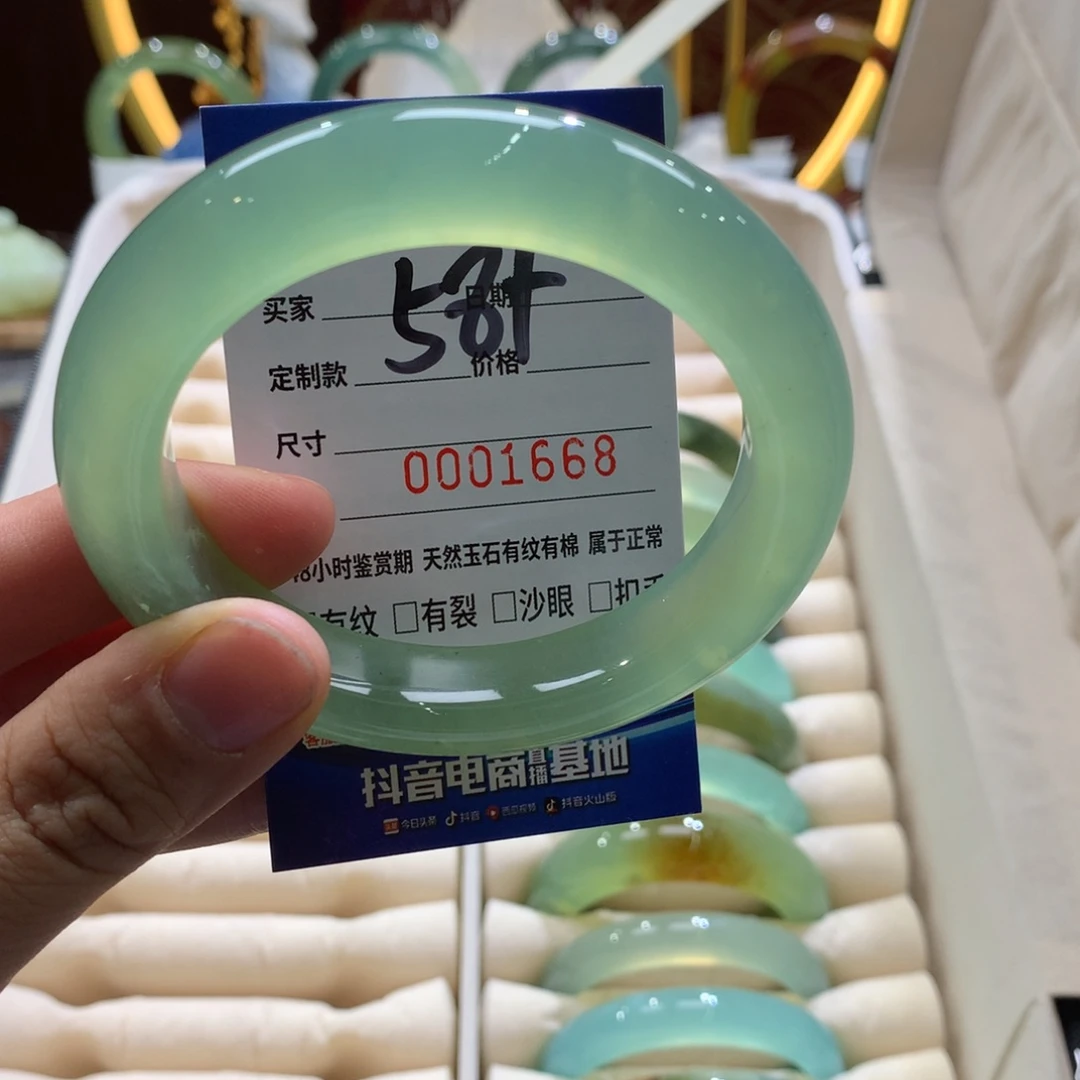 买家 日期
定制款 价格
尺寸
0001668
48小时鉴赏期 天然玉石有纹有棉 属于正常
有纹 □有裂 □沙眼
抖音电商直播基地
今日头条 抖音 西瓜视频 抖音火山版